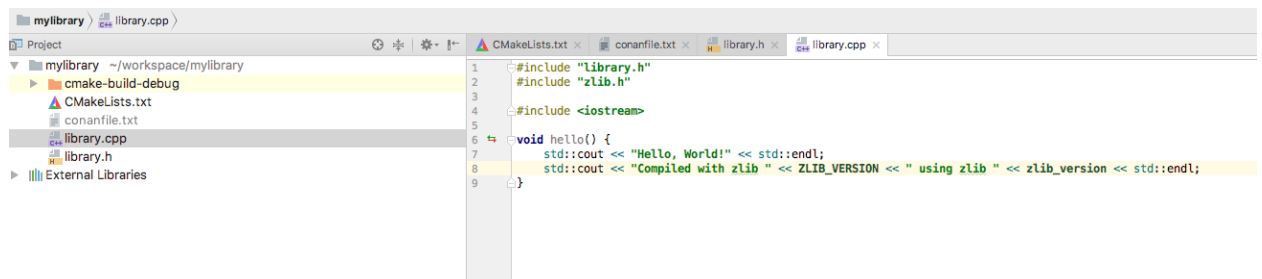 mylibrary library.cpp
Project
CMakeLists.txt conanfile.txt library.h library.cpp
mylibrary ~/workspace/mylibrary
cmake-build-debug
CMakeLists.txt
conanfile.txt
library.cpp
library.h
External Libraries
1 #include "library.h"
2 #include "zlib.h"
3
4 #include <iostream>
5
6 void hello() {
7 std::cout << "Hello, World!" << std::endl;
8 std::cout << "Compiled with zlib " << ZLIB_VERSION << " using zlib " << zlib_version << std::endl;
9 }